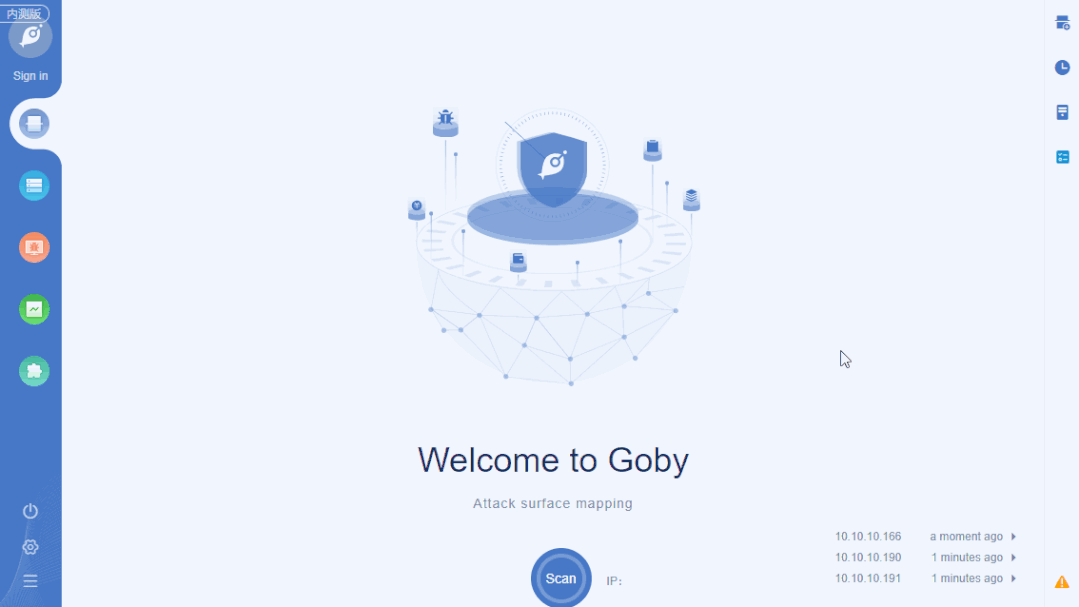 内测版
Sign in
Welcome to Goby
Attack surface mapping
10.10.10.166 a moment ago
10.10.10.190 1 minutes ago
10.10.10.191 1 minutes ago
Scan IP: